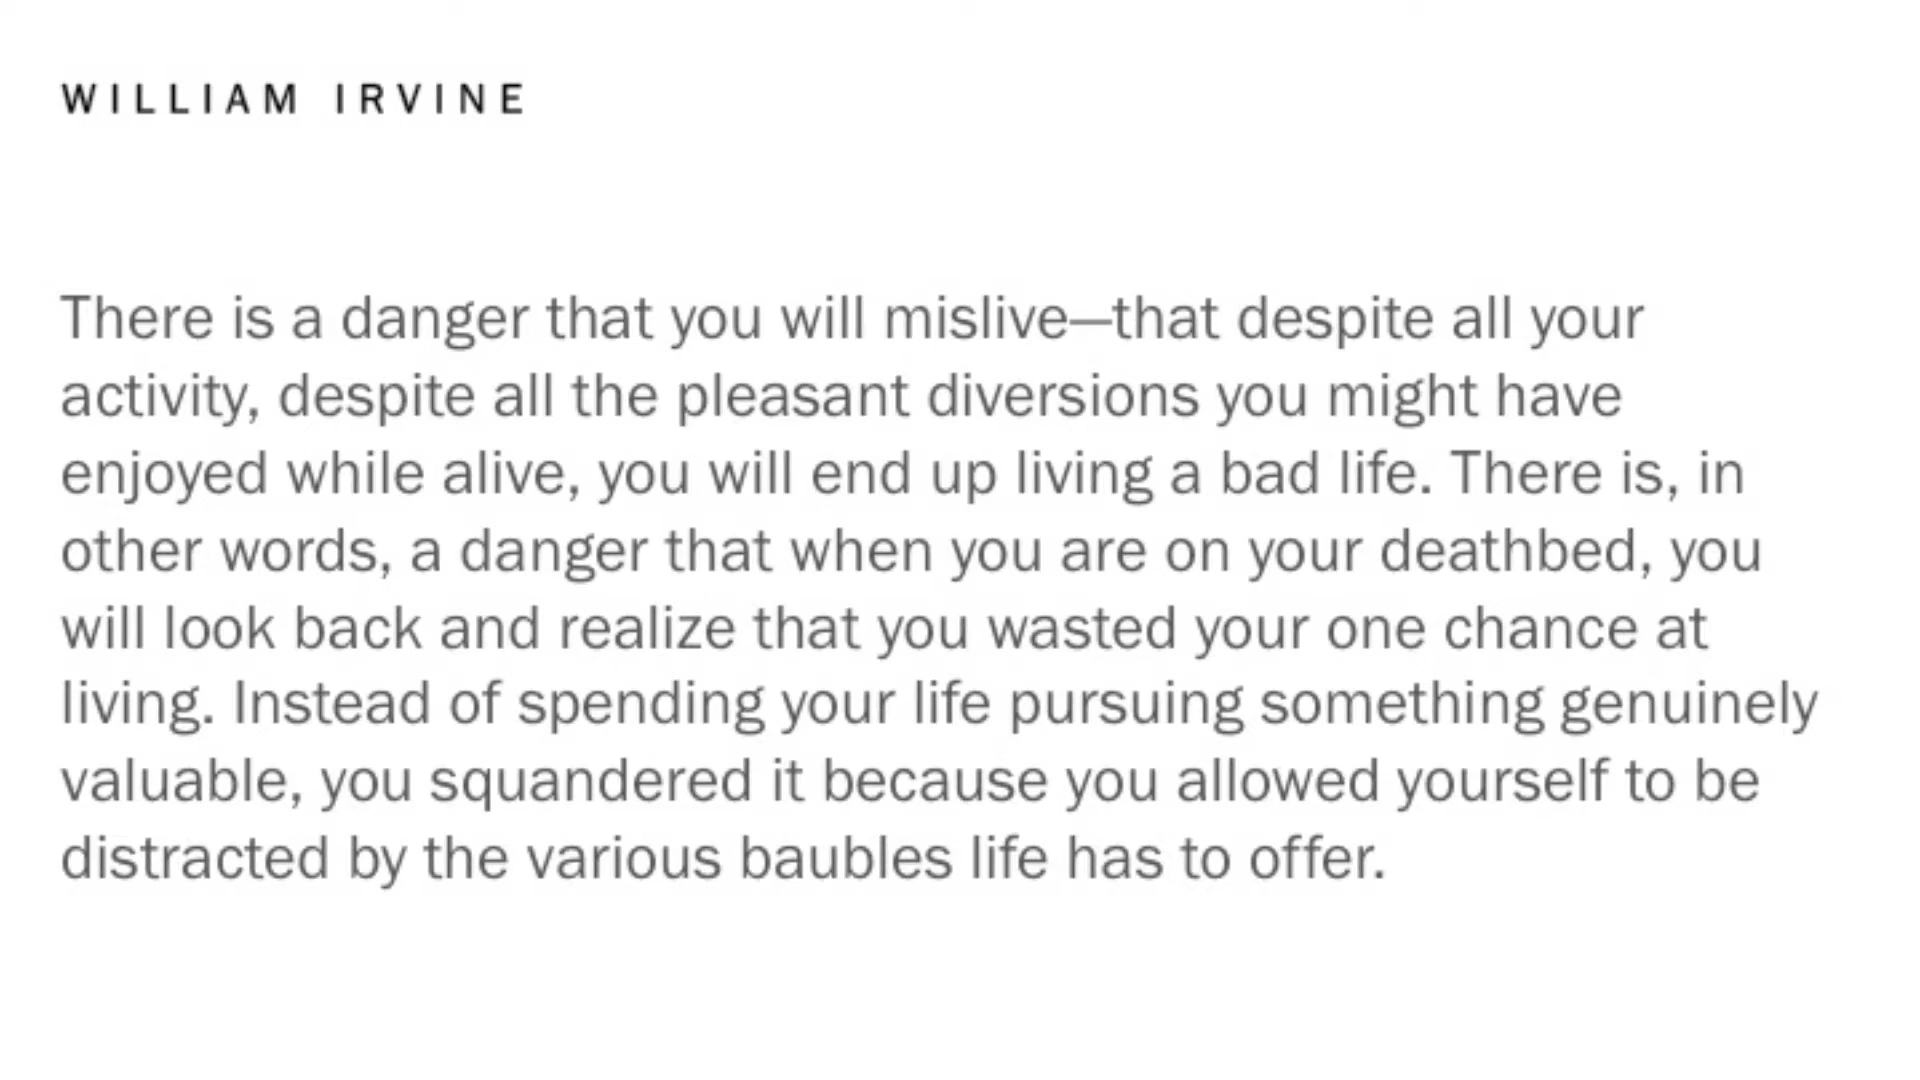 WILLIAM IRVINE
There is a danger that you will mislive—that despite all your
activity, despite all the pleasant diversions you might have
enjoyed while alive, you will end up living a bad life. There is, in
other words, a danger that when you are on your deathbed, you
will look back and realize that you wasted your one chance at
living. Instead of spending your life pursuing something genuinely
valuable, you squandered it because you allowed yourself to be
distracted by the various baubles life has to offer.